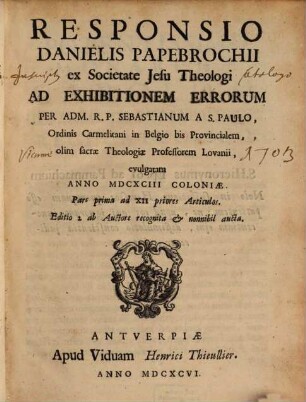 RESPONSIO
DANIELIS PAPEBROCHII
ex Societate Jesu Theologi
AD EXHIBITIONEM ERRORUM
PER ADM. R. P. SEBASTIANUM A S. PAULO,
Ordinis Carmelitani in Belgio bis Provincialem,
olim sacræ Theologiæ Professorem Lovanii,
evulgatam
ANNO MDCXCIII COLONIÆ.
Pars prima ad XII priores Articulos.
Editio 2 ab Auctore recognita & nonnihil aucta.
ANTVERPIÆ
Apud Viduam Henrici Thieullier.
ANNO MDCXCVI.